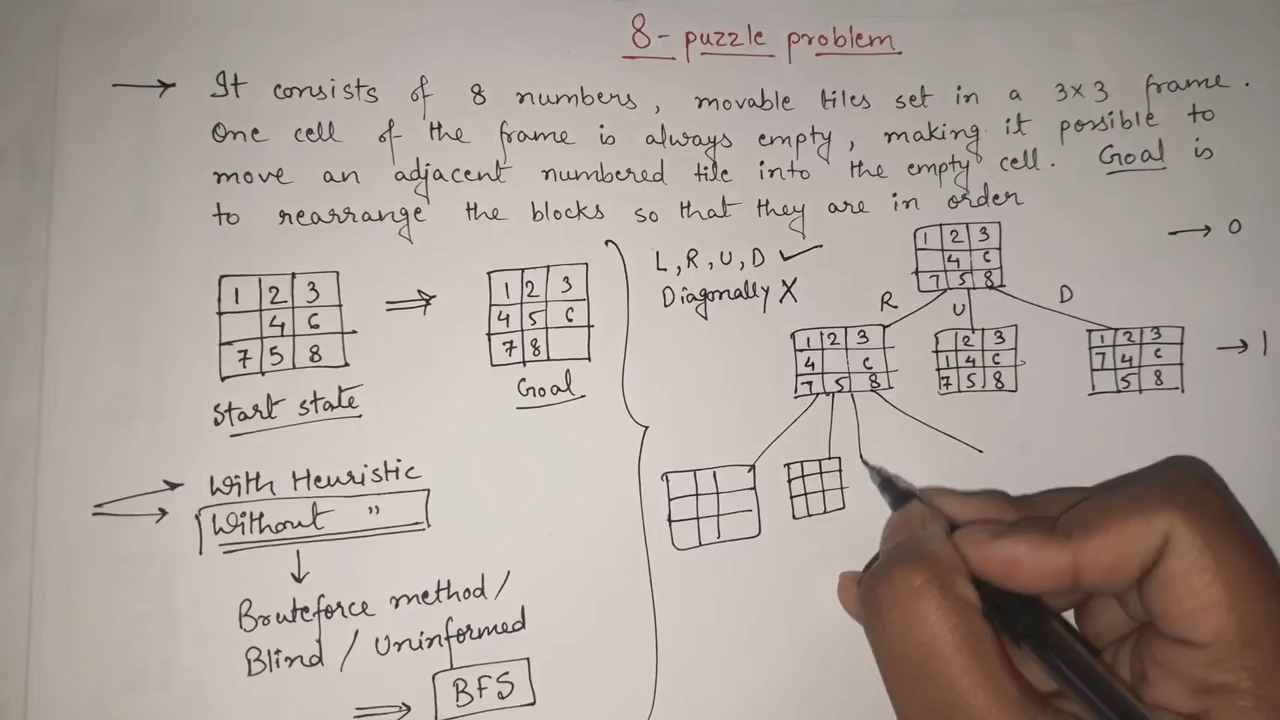 8-puzzle problem
→ It consists of 8 numbers, movable tiles set in a 3×3 frame.
One cell of the frame is always empty, making it possible to
move an adjacent numbered tile into the empty cell. Goal is
to rearrange the blocks so that they are in order
1 2 3
4 6
7 5 8
Start state
⇒
1 2 3
4 5 6
7 8
Goal
With Heuristic
Without "
↓
Bruteforce method/
Blind / Uninformed
⇒ BFS
L, R, U, D ✓
Diagonally X
1 2 3
4 6
7 5 8
→ 0
R U D
1 2 3
4 6
7 5 8
2 3
1 4 6
7 5 8
1 2 3
7 4 6
5 8
→ 1